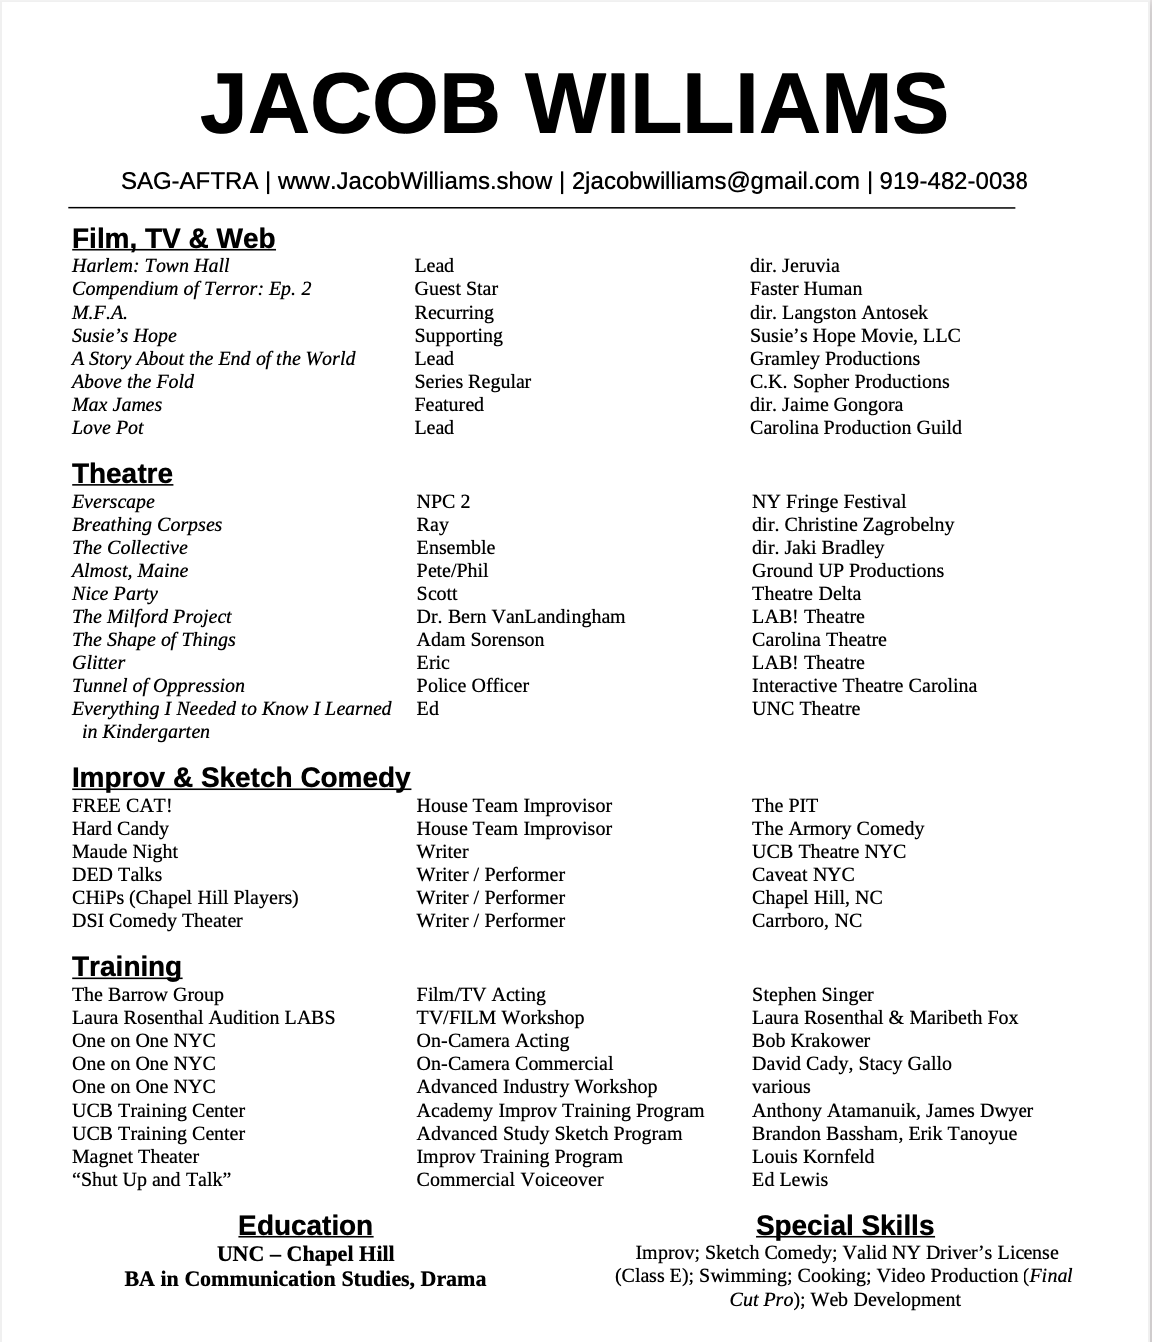 JACOB WILLIAMS
SAG-AFTRA | www.JacobWilliams.show | 2jacobwilliams@gmail.com | 919-482-0038
Film, TV & Web
Harlem: Town Hall Lead dir. Jeruvia
Compendium of Terror: Ep. 2 Guest Star Faster Human
M.F.A. Recurring dir. Langston Antosek
Susie’s Hope Supporting Susie’s Hope Movie, LLC
A Story About the End of the World Lead Gramley Productions
Above the Fold Series Regular C.K. Sopher Productions
Max James Featured dir. Jaime Gongora
Love Pot Lead Carolina Production Guild
Theatre
Everscape NPC 2 NY Fringe Festival
Breathing Corpses Ray dir. Christine Zagrobelny
The Collective Ensemble dir. Jaki Bradley
Almost, Maine Pete/Phil Ground UP Productions
Nice Party Scott Theatre Delta
The Milford Project Dr. Bern VanLandingham LAB! Theatre
The Shape of Things Adam Sorenson Carolina Theatre
Glitter Eric LAB! Theatre
Tunnel of Oppression Police Officer Interactive Theatre Carolina
Everything I Needed to Know I Learned Ed UNC Theatre
in Kindergarten
Improv & Sketch Comedy
FREE CAT! House Team Improvisor The PIT
Hard Candy House Team Improvisor The Armory Comedy
Maude Night Writer UCB Theatre NYC
DED Talks Writer / Performer Caveat NYC
CHiPs (Chapel Hill Players) Writer / Performer Chapel Hill, NC
DSI Comedy Theater Writer / Performer Carrboro, NC
Training
The Barrow Group Film/TV Acting Stephen Singer
Laura Rosenthal Audition LABS TV/FILM Workshop Laura Rosenthal & Maribeth Fox
One on One NYC On-Camera Acting Bob Krakower
One on One NYC On-Camera Commercial David Cady, Stacy Gallo
One on One NYC Advanced Industry Workshop various
UCB Training Center Academy Improv Training Program Anthony Atamanuik, James Dwyer
UCB Training Center Advanced Study Sketch Program Brandon Bassham, Erik Tanoyue
Magnet Theater Improv Training Program Louis Kornfeld
“Shut Up and Talk” Commercial Voiceover Ed Lewis
Education
UNC – Chapel Hill
BA in Communication Studies, Drama
Special Skills
Improv; Sketch Comedy; Valid NY Driver’s License
(Class E); Swimming; Cooking; Video Production (Final
Cut Pro); Web Development